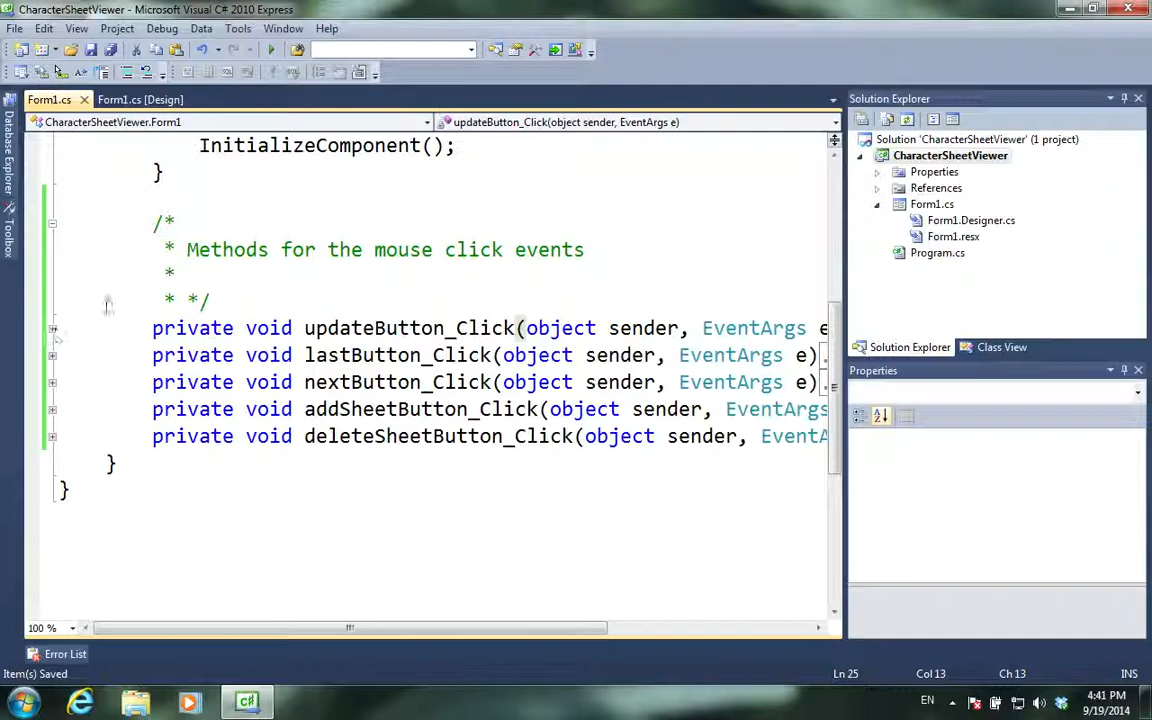 CharacterSheetViewer - Microsoft Visual C# 2010 Express
File Edit View Project Debug Data Tools Window Help
Form1.cs Form1.cs [Design]
CharacterSheetViewer.Form1 updateButton_Click(object sender, EventArgs e)
InitializeComponent();
}
/*
* Methods for the mouse click events
*
* */
private void updateButton_Click(object sender, EventArgs e
private void lastButton_Click(object sender, EventArgs e)
private void nextButton_Click(object sender, EventArgs e)
private void addSheetButton_Click(object sender, EventArgs
private void deleteSheetButton_Click(object sender, EventA
}
}
100 %
Error List
Item(s) Saved Ln 25 Col 13 Ch 13 INS
Database Explorer
Toolbox
Solution Explorer
Solution 'CharacterSheetViewer' (1 project)
CharacterSheetViewer
Properties
References
Form1.cs
Form1.Designer.cs
Form1.resx
Program.cs
Solution Explorer Class View
Properties
EN 4:41 PM
9/19/2014